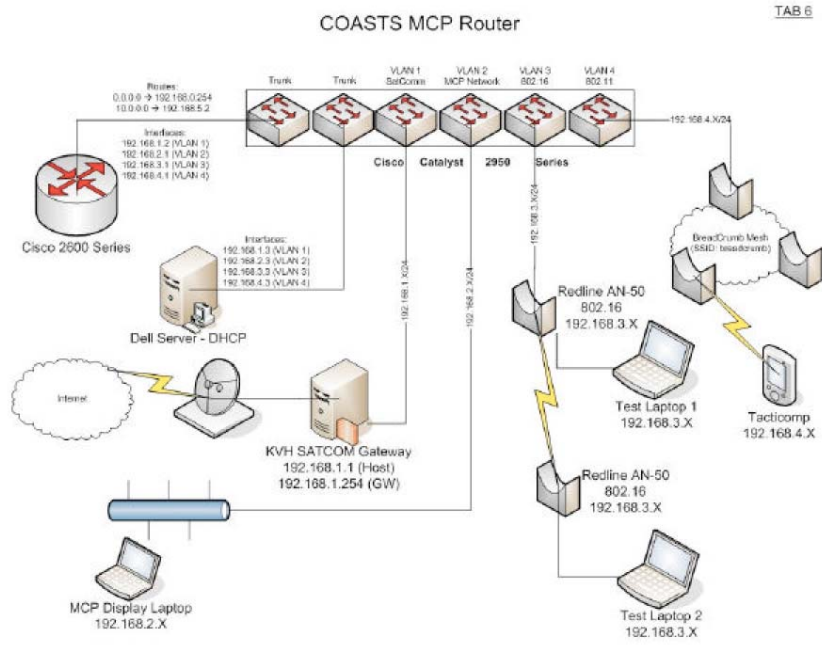 TAB 6
COASTS MCP Router
Routes:
0.0.0.0 → 192.168.0.254
10.0.0.0 → 192.168.5.2
Trunk
Trunk
VLAN 1
SatComm
VLAN 2
MCP Network
VLAN 3
802.16
VLAN 4
802.11
Interfaces:
192.168.1.2 (VLAN 1)
192.168.2.1 (VLAN 2)
192.168.3.1 (VLAN 3)
192.168.4.1 (VLAN 4)
192.168.4.X/24
Cisco Catalyst 2950 Series
Cisco 2600 Series
Interfaces:
192.168.1.3 (VLAN 1)
192.168.2.3 (VLAN 2)
192.168.3.3 (VLAN 3)
192.168.4.3 (VLAN 4)
192.168.1.X/24
192.168.2.X/24
192.168.3.X/24
BreadCrumb Mesh
(SSID: breadcrumb)
Dell Server - DHCP
Redline AN-50
802.16
192.168.3.X
Internet
Test Laptop 1
192.168.3.X
Tacticomp
192.168.4.X
KVH SATCOM Gateway
192.168.1.1 (Host)
192.168.1.254 (GW)
Redline AN-50
802.16
192.168.3.X
MCP Display Laptop
192.168.2.X
Test Laptop 2
192.168.3.X